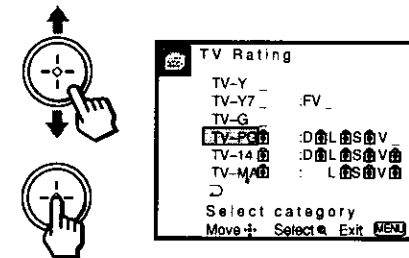 TV Rating
TV-Y _
TV-Y7 _ :FV _
TV-G _
TV-PG :D L S V _
TV-14 :D L S V
TV-MA : L S V
Select category
Move Select Exit MENU